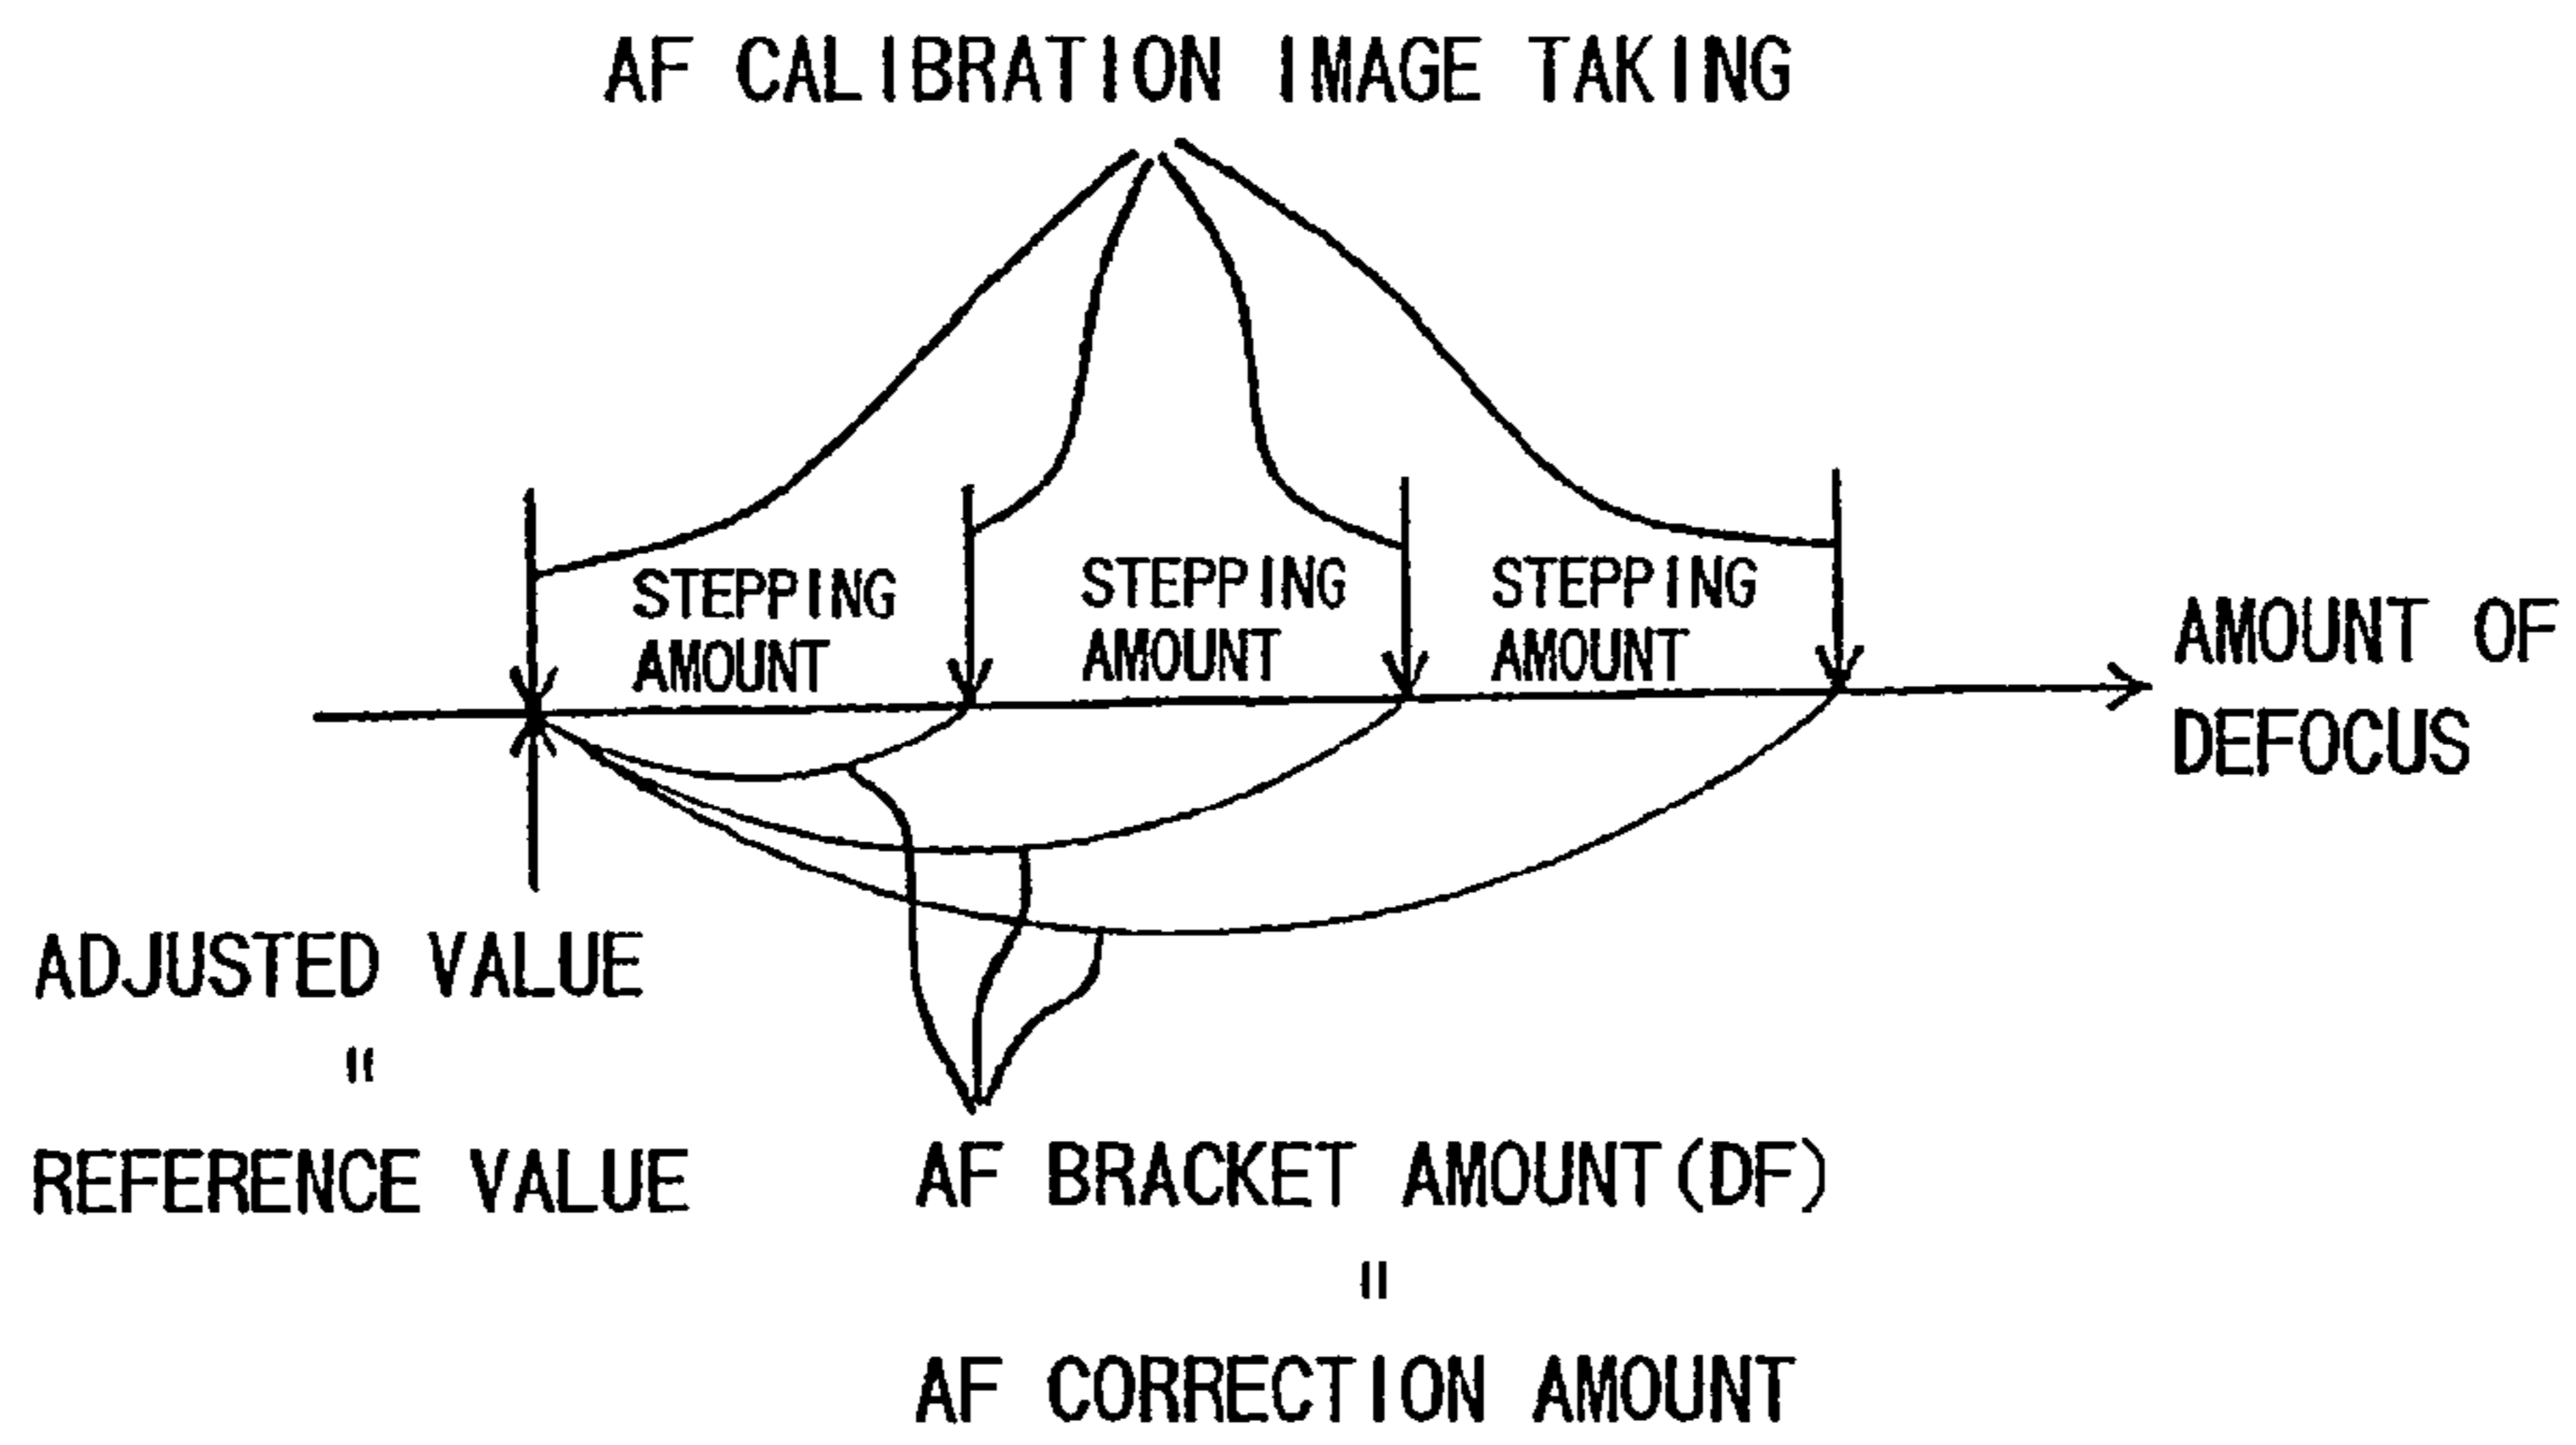 AF CALIBRATION IMAGE TAKING
STEPPING
AMOUNT
STEPPING
AMOUNT
STEPPING
AMOUNT
AMOUNT OF
DEFOCUS
ADJUSTED VALUE
=
REFERENCE VALUE
AF BRACKET AMOUNT(DF)
=
AF CORRECTION AMOUNT